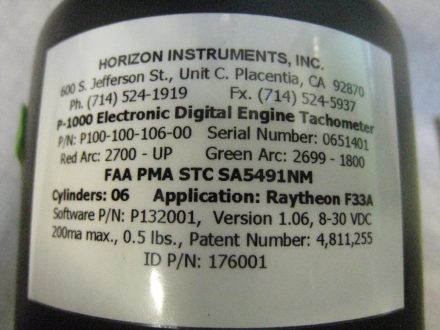 HORIZON INSTRUMENTS, INC.
600 S. Jefferson St., Unit C. Placentia, CA 92870
Ph. (714) 524-1919 Fx. (714) 524-5937
P-1000 Electronic Digital Engine Tachometer
P/N: P100-100-106-00 Serial Number: 0651401
Red Arc: 2700 - UP Green Arc: 2699 - 1800
FAA PMA STC SA5491NM
Cylinders: 06 Application: Raytheon F33A
Software P/N: P132001, Version 1.06, 8-30 VDC
200ma max., 0.5 lbs., Patent Number: 4,811,255
ID P/N: 176001